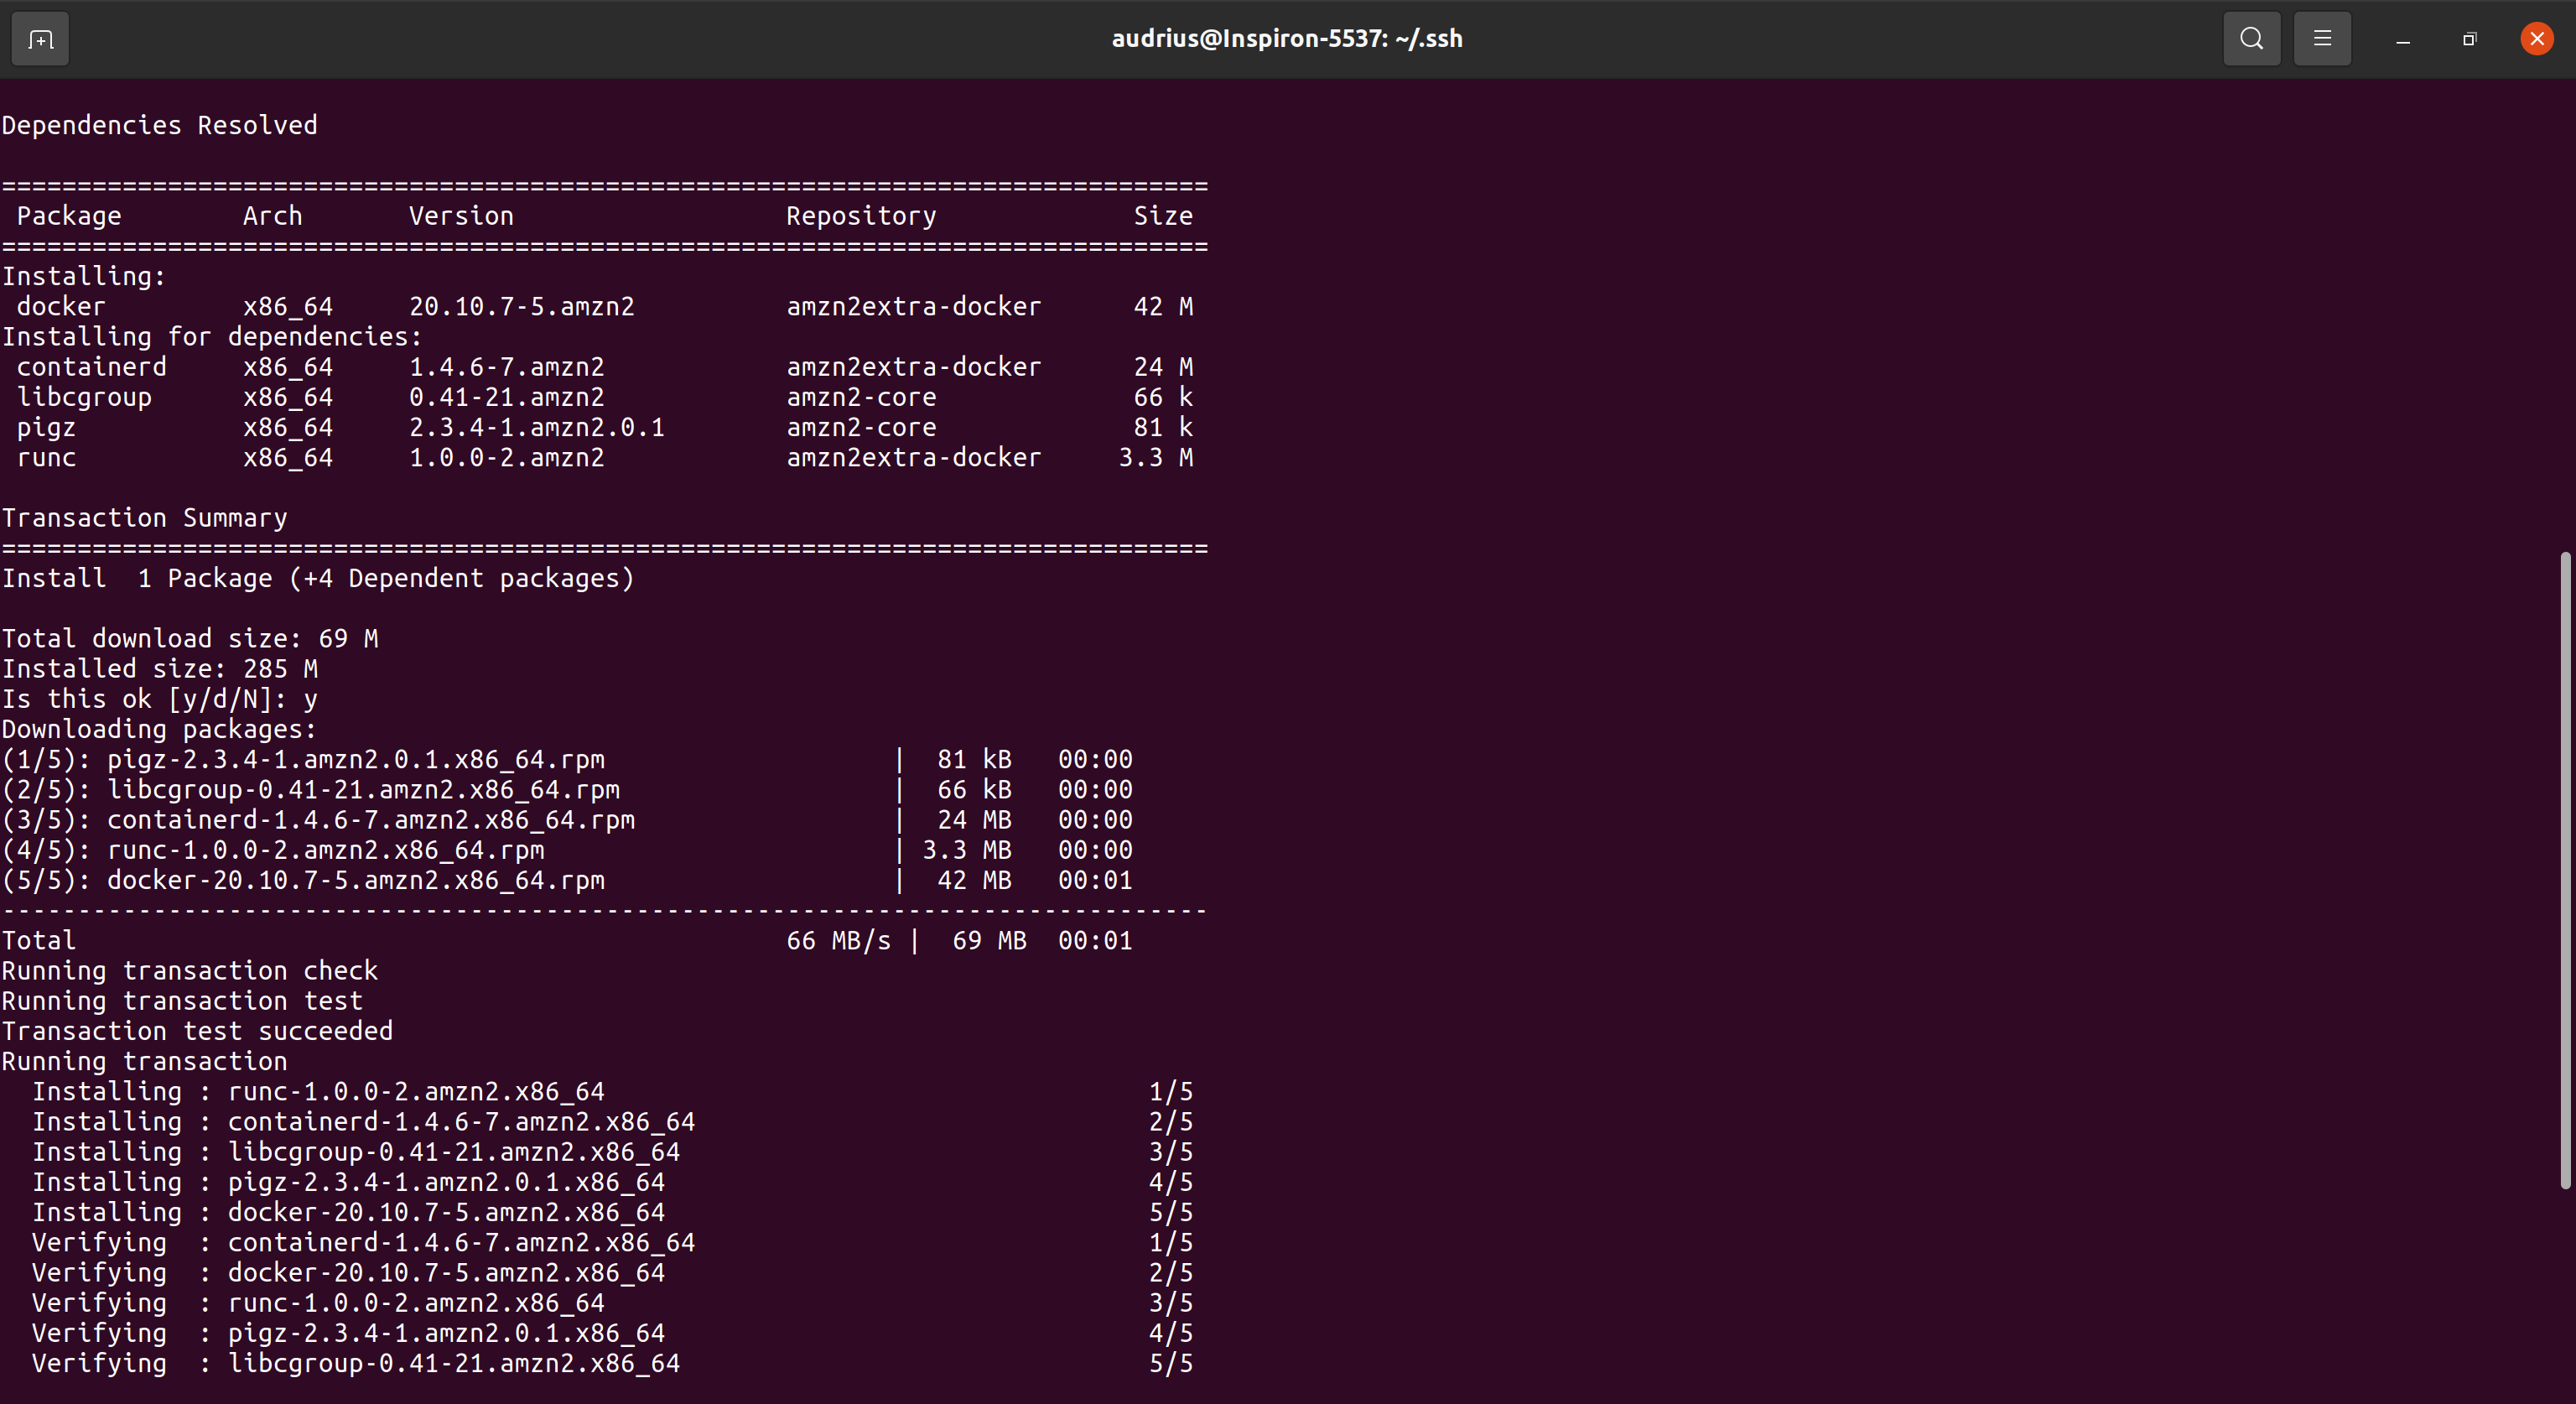 audrius@Inspiron-5537: ~/.ssh
Dependencies Resolved
================================================================================
Package Arch Version Repository Size
================================================================================
Installing:
docker x86_64 20.10.7-5.amzn2 amzn2extra-docker 42 M
Installing for dependencies:
containerd x86_64 1.4.6-7.amzn2 amzn2extra-docker 24 M
libcgroup x86_64 0.41-21.amzn2 amzn2-core 66 k
pigz x86_64 2.3.4-1.amzn2.0.1 amzn2-core 81 k
runc x86_64 1.0.0-2.amzn2 amzn2extra-docker 3.3 M
Transaction Summary
================================================================================
Install 1 Package (+4 Dependent packages)
Total download size: 69 M
Installed size: 285 M
Is this ok [y/d/N]: y
Downloading packages:
(1/5): pigz-2.3.4-1.amzn2.0.1.x86_64.rpm | 81 kB 00:00
(2/5): libcgroup-0.41-21.amzn2.x86_64.rpm | 66 kB 00:00
(3/5): containerd-1.4.6-7.amzn2.x86_64.rpm | 24 MB 00:00
(4/5): runc-1.0.0-2.amzn2.x86_64.rpm | 3.3 MB 00:00
(5/5): docker-20.10.7-5.amzn2.x86_64.rpm | 42 MB 00:01
--------------------------------------------------------------------------------
Total 66 MB/s | 69 MB 00:01
Running transaction check
Running transaction test
Transaction test succeeded
Running transaction
Installing : runc-1.0.0-2.amzn2.x86_64 1/5
Installing : containerd-1.4.6-7.amzn2.x86_64 2/5
Installing : libcgroup-0.41-21.amzn2.x86_64 3/5
Installing : pigz-2.3.4-1.amzn2.0.1.x86_64 4/5
Installing : docker-20.10.7-5.amzn2.x86_64 5/5
Verifying : containerd-1.4.6-7.amzn2.x86_64 1/5
Verifying : docker-20.10.7-5.amzn2.x86_64 2/5
Verifying : runc-1.0.0-2.amzn2.x86_64 3/5
Verifying : pigz-2.3.4-1.amzn2.0.1.x86_64 4/5
Verifying : libcgroup-0.41-21.amzn2.x86_64 5/5